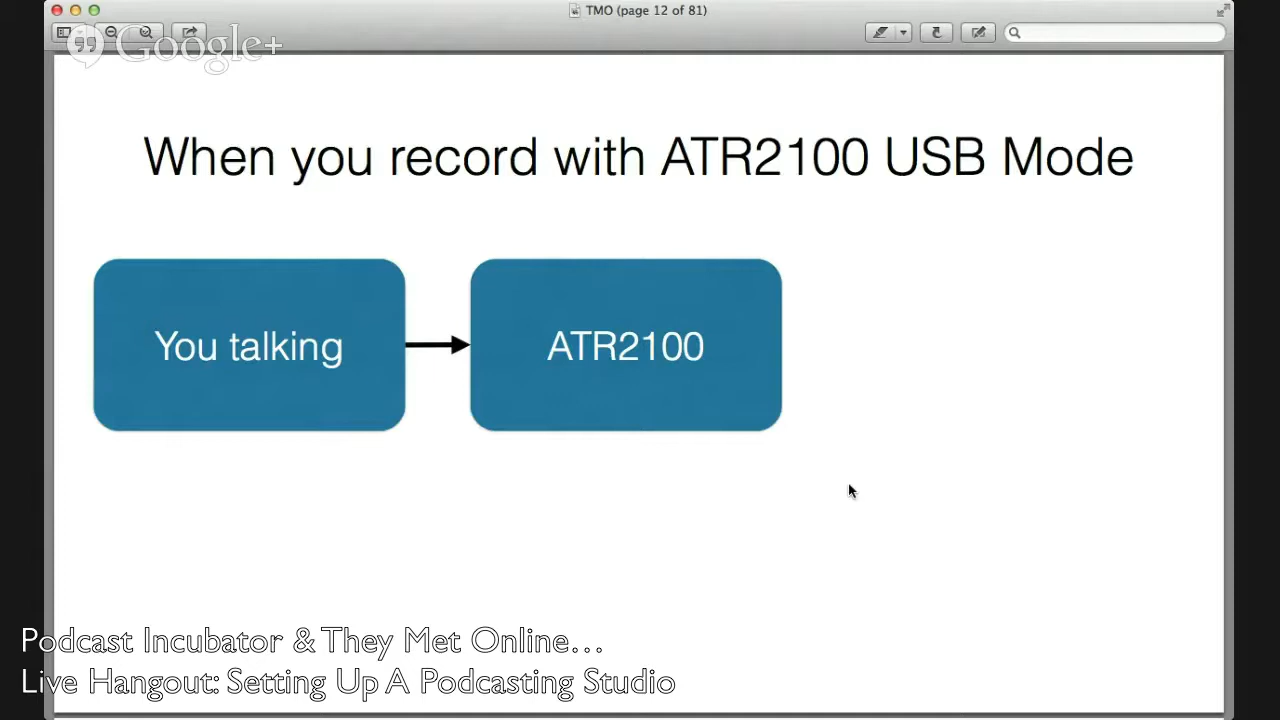 TMO (page 12 of 81)
Google+
When you record with ATR2100 USB Mode
You talking
ATR2100
Podcast Incubator & They Met Online...
Live Hangout: Setting Up A Podcasting Studio